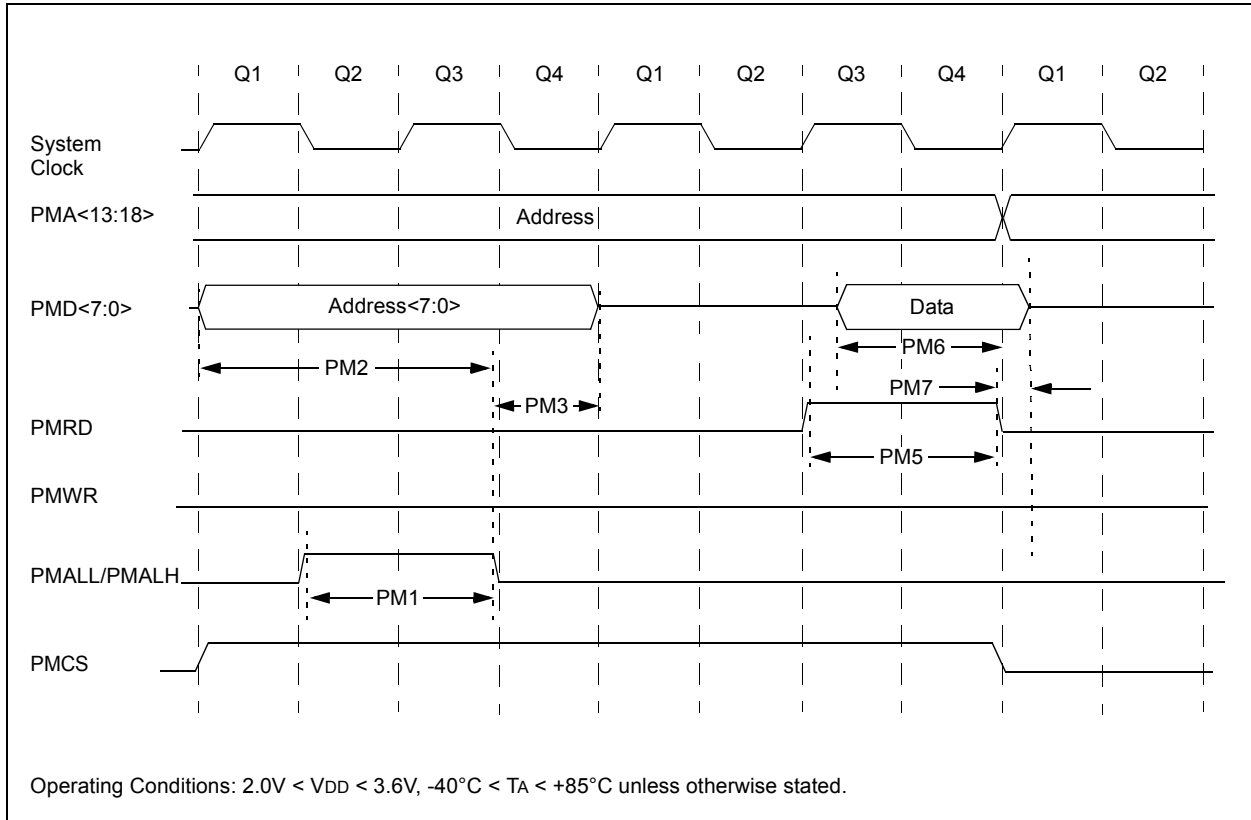 Q1 Q2 Q3 Q4 Q1 Q2 Q3 Q4 Q1 Q2
System
Clock
PMA<13:18>
Address
PMD<7:0>
Address<7:0>
Data
PM2
PM6
PM3
PM7
PMRD
PM5
PMWR
PMALL/PMALH
PM1
PMCS
Operating Conditions: 2.0V < VDD < 3.6V, -40°C < TA < +85°C unless otherwise stated.